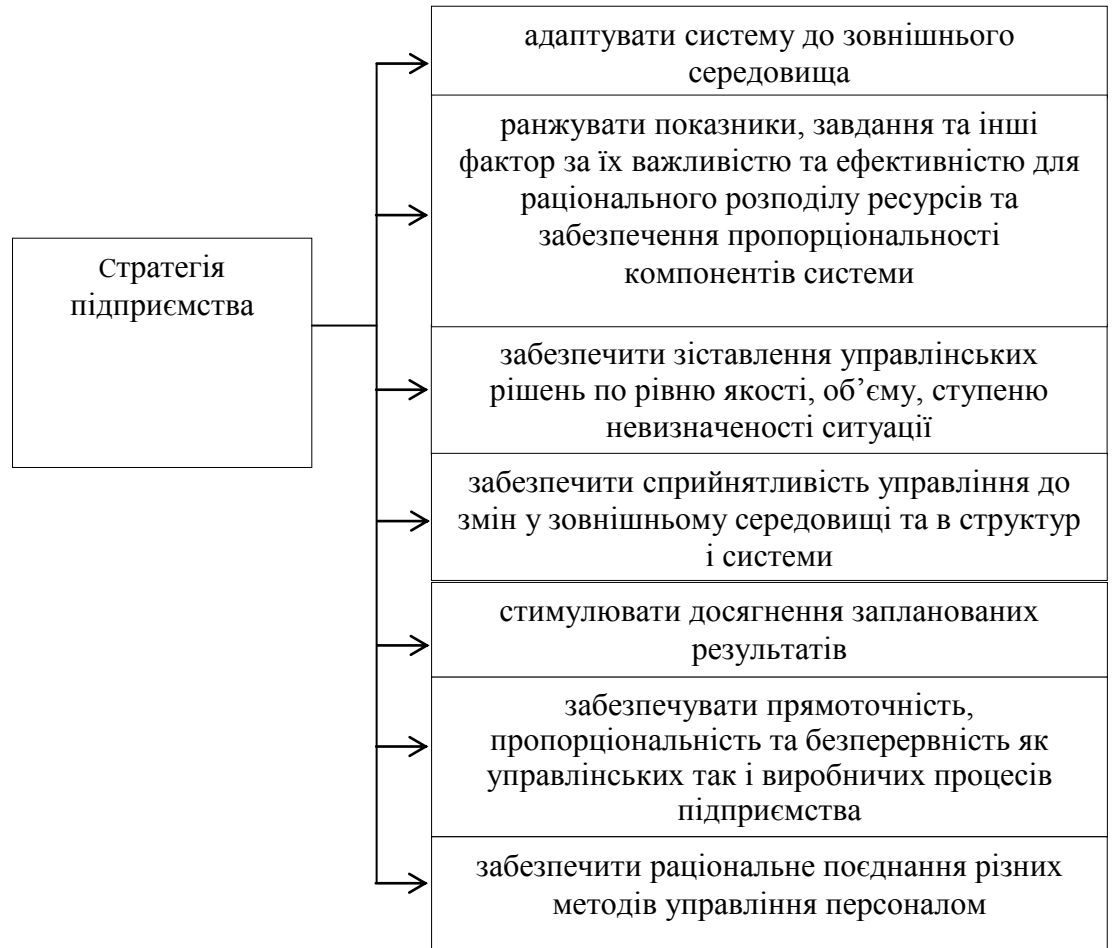 адаптувати систему до зовнішнього
середовища
ранжувати показники, завдання та інші
фактор за їх важливістю та ефективністю для
раціонального розподілу ресурсів та
забезпечення пропорціональності
компонентів системи
Стратегія
підприємства
забезпечити зіставлення управлінських
рішень по рівню якості, об’єму, ступеню
невизначеності ситуації
забезпечити сприйнятливість управління до
змін у зовнішньому середовищі та в структур
і системи
стимулювати досягнення запланованих
результатів
забезпечувати прямоточність,
пропорціональність та безперервність як
управлінських так і виробничих процесів
підприємства
забезпечити раціональне поєднання різних
методів управління персоналом